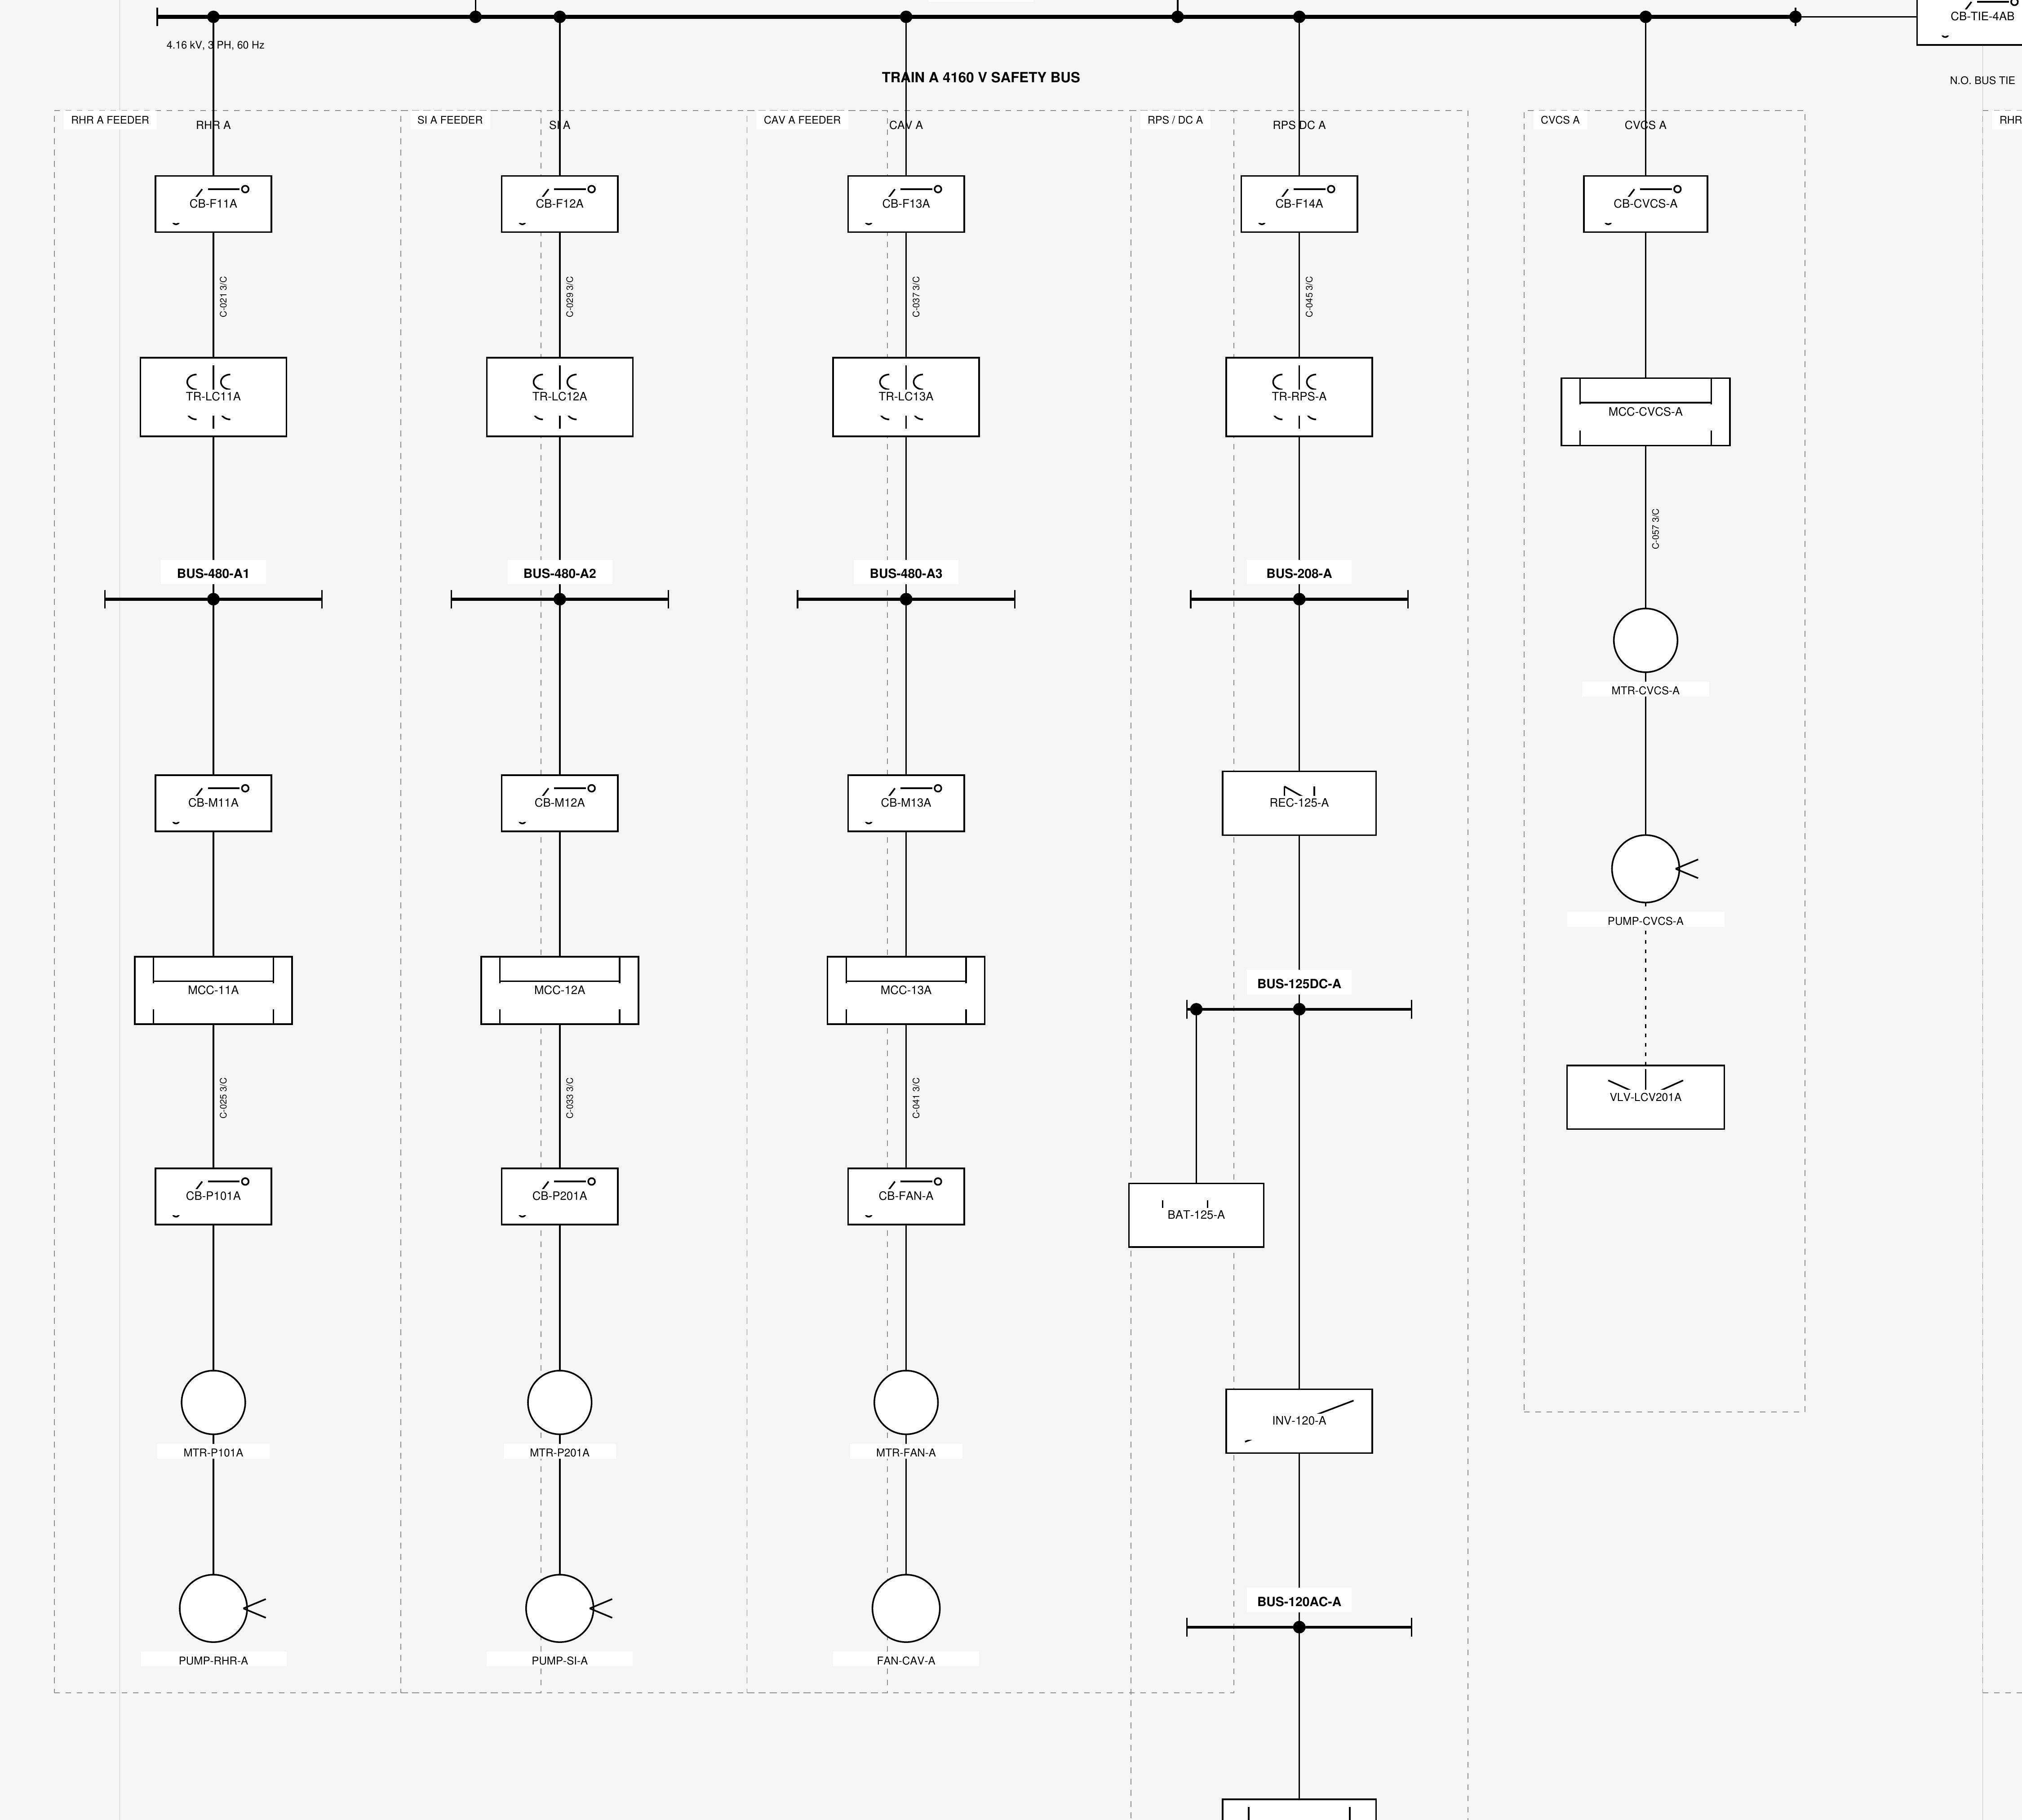 CB-TIE-4AB
4.16 kV, 3 PH, 60 Hz
TRAIN A 4160 V SAFETY BUS
N.O. BUS TIE
RHR A FEEDER
RHR A
SI A FEEDER
SI A
CAV A FEEDER
CAV A
RPS / DC A
RPS DC A
CVCS A
CVCS A
RHR
CB-F11A
CB-F12A
CB-F13A
CB-F14A
CB-CVCS-A
C-021 3/C
C-029 3/C
C-037 3/C
C-045 3/C
TR-LC11A
TR-LC12A
TR-LC13A
TR-RPS-A
MCC-CVCS-A
C-057 3/C
BUS-480-A1
BUS-480-A2
BUS-480-A3
BUS-208-A
MTR-CVCS-A
CB-M11A
CB-M12A
CB-M13A
REC-125-A
PUMP-CVCS-A
MCC-11A
MCC-12A
MCC-13A
BUS-125DC-A
C-025 3/C
C-033 3/C
C-041 3/C
VLV-LCV201A
CB-P101A
CB-P201A
CB-FAN-A
BAT-125-A
MTR-P101A
MTR-P201A
MTR-FAN-A
INV-120-A
BUS-120AC-A
PUMP-RHR-A
PUMP-SI-A
FAN-CAV-A